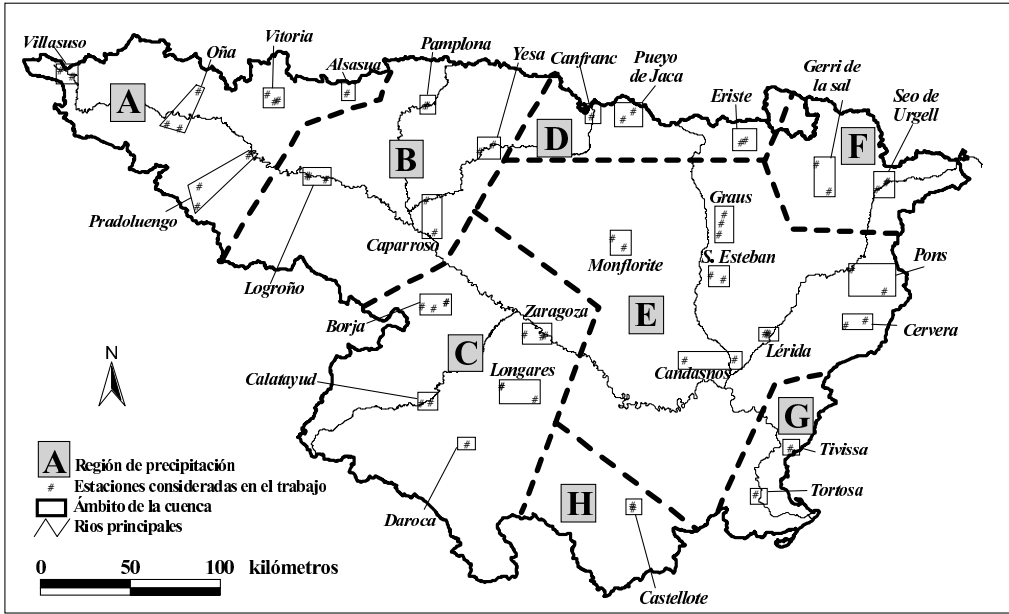 Villasuso
Oña
Vitoria
Alsasua
Pamplona
Yesa
Canfranc
Pueyo
de Jaca
Eriste
Gerri de
la sal
Seo de
Urgell
A
B
D
F
Pradoluengo
Logroño
Caparroso
Graus
Monflorite
S. Esteban
Pons
Borja
Zaragoza
E
Cervera
C
Lérida
Longares
Candasnos
Calatayud
N
G
Tivissa
Tortosa
Daroca
H
Castellote
A Región de precipitación
# Estaciones consideradas en el trabajo
Ámbito de la cuenca
Rios principales
0 50 100 kilómetros